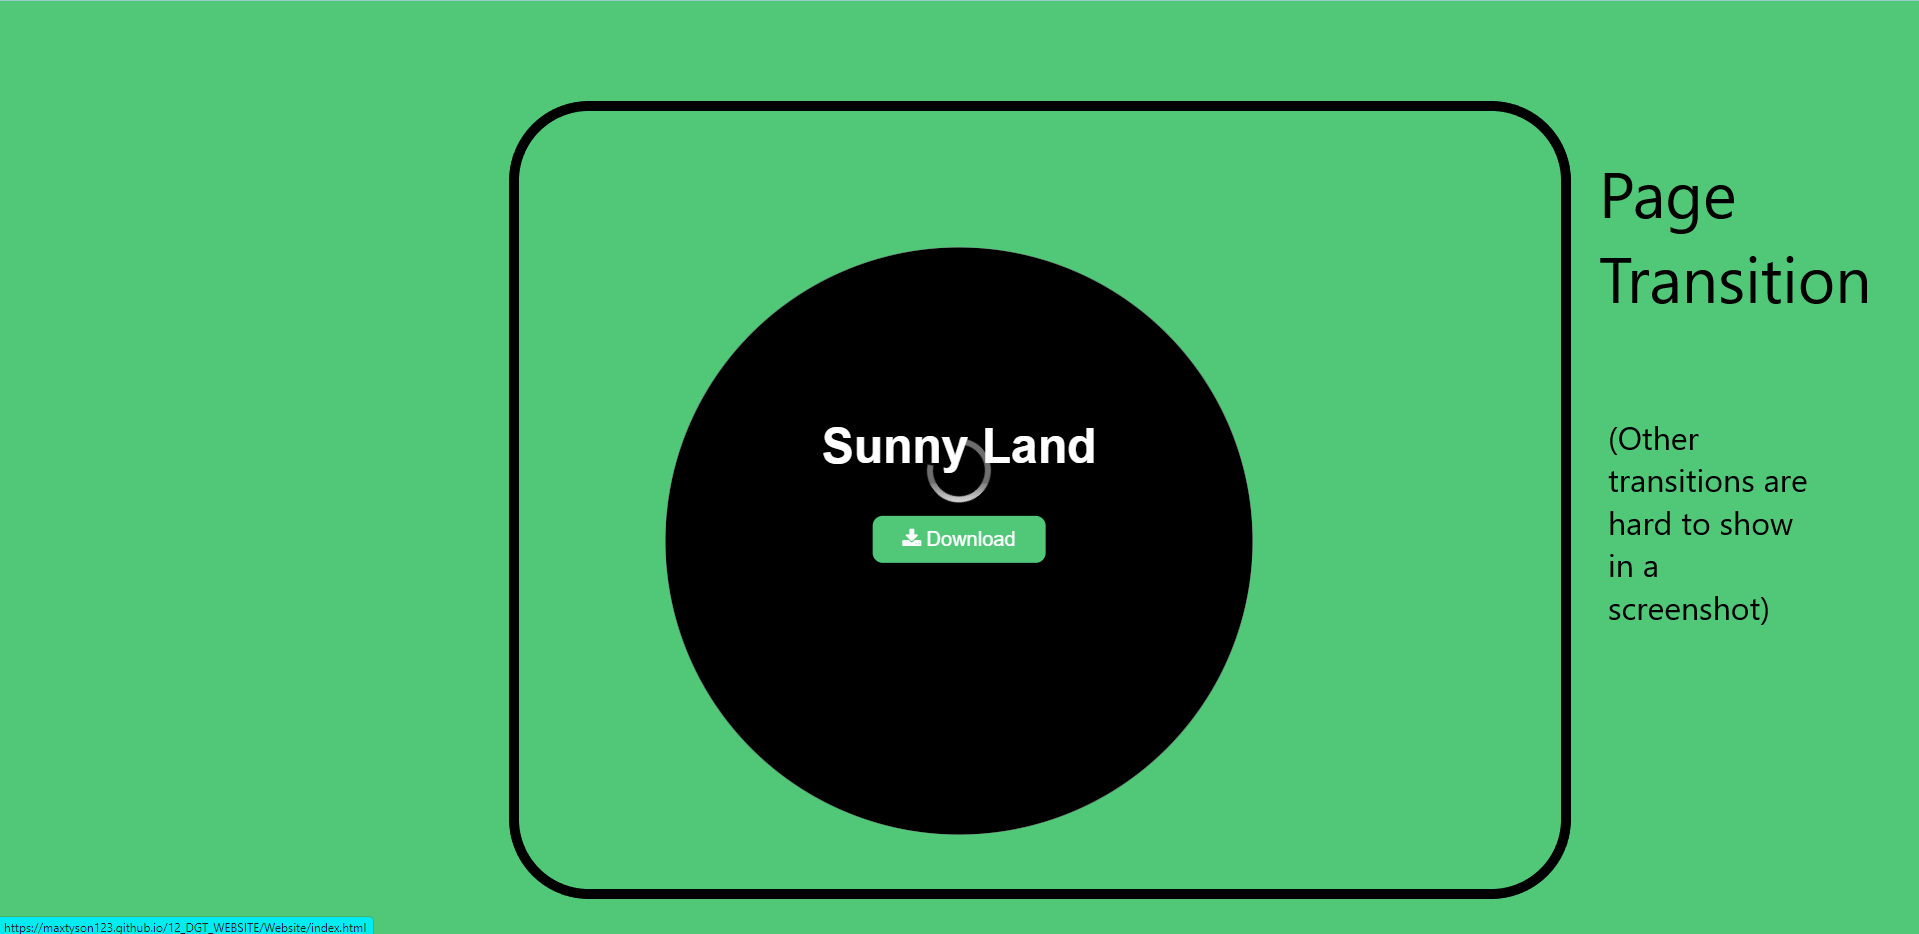 Page
Transition
Sunny Land
Download
(Other
transitions are
hard to show
in a
screenshot)
https://maxtyson123.github.io/12_DGT_WEBSITE/Website/index.html